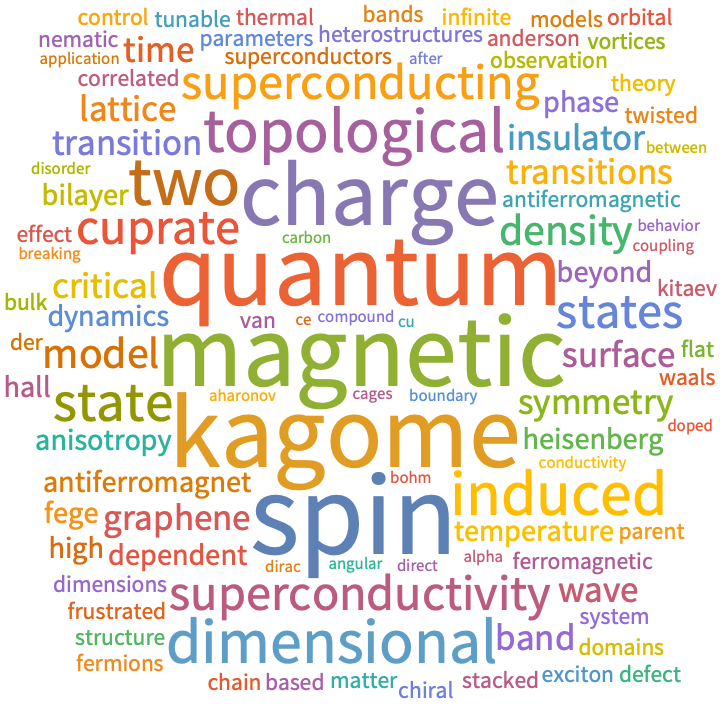 control tunable thermal bands infinite models orbital
nematic time parameters heterostructures anderson vortices
application superconductors after observation
correlated superconducting theory
lattice phase twisted
transition topological insulator between
disorder transitions
bilayer two charge antiferromagnetic
effect cuprate carbon density behavior
breaking coupling
critical quantum beyond kitaev
bulk dynamics van ce compound cu states
der model magnetic surface flat
hall aharonov cages boundary waals
state symmetry doped
anisotropy kagome heisenberg
conductivity
antiferromagnet bohm induced
fege graphene spin temperature parent
high dependent dirac angular direct alpha ferromagnetic
dimensions superconductivity wave
frustrated system
structure dimensional band domains
fermions
chain based matter chiral stacked exciton defect